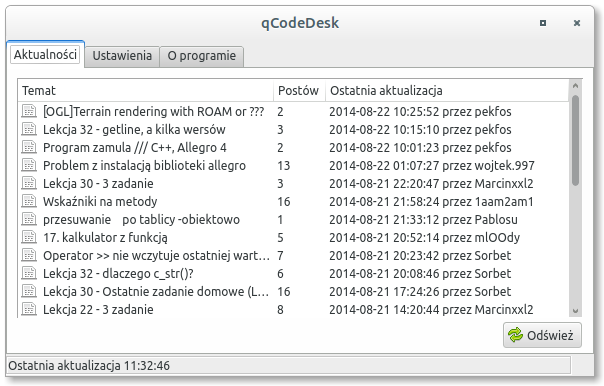 qCodeDesk
Aktualności Ustawienia O programie
Temat Postów Ostatnia aktualizacja
[OGL]Terrain rendering with ROAM or ??? 2 2014-08-22 10:25:52 przez pekfos
Lekcja 32 - getline, a kilka wersów 3 2014-08-22 10:15:10 przez pekfos
Program zamula /// C++, Allegro 4 2 2014-08-22 10:01:23 przez pekfos
Problem z instalacją biblioteki allegro 13 2014-08-22 01:07:27 przez wojtek.997
Lekcja 30 - 3 zadanie 3 2014-08-21 22:20:47 przez Marcinxxl2
Wskaźniki na metody 16 2014-08-21 21:58:24 przez 1aam2am1
przesuwanie po tablicy -obiektowo 1 2014-08-21 21:33:12 przez Pablosu
17. kalkulator z funkcją 5 2014-08-21 20:52:14 przez mlOOdy
Operator >> nie wczytuje ostatniej wart... 7 2014-08-21 20:23:42 przez Sorbet
Lekcja 32 - dlaczego c_str()? 6 2014-08-21 20:08:46 przez Sorbet
Lekcja 30 - Ostatnie zadanie domowe (L... 16 2014-08-21 17:24:26 przez Sorbet
Lekcja 22 - 3 zadanie 8 2014-08-21 14:20:44 przez Marcinxxl2
Odśwież
Ostatnia aktualizacja 11:32:46